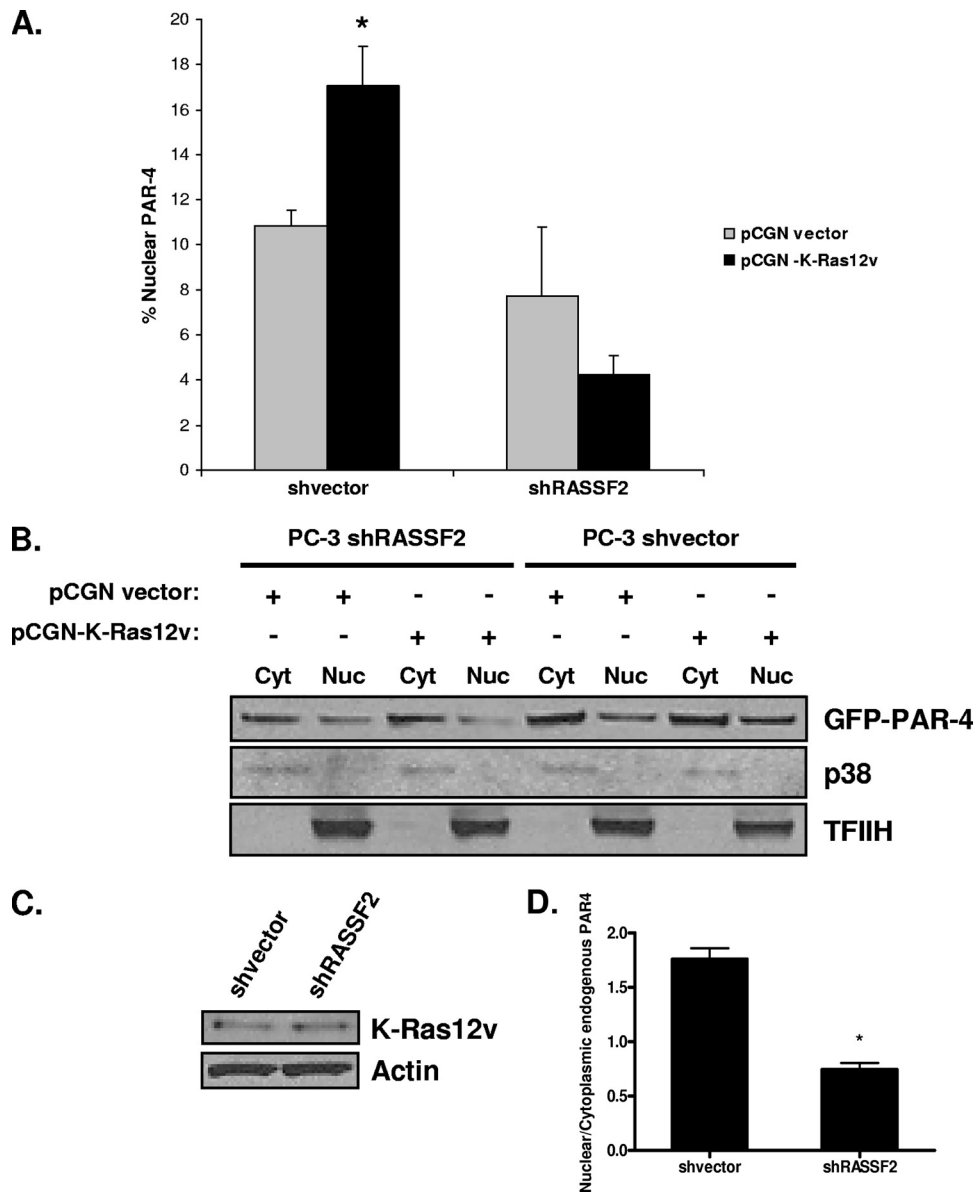 A.
% Nuclear PAR-4
20
18
16
14
12
10
8
6
4
2
0
*
shvector
shRASSF2
pCGN vector
pCGN -K-Ras12v
B.
PC-3 shRASSF2 PC-3 shvector
pCGN vector: + + - - + + - -
pCGN-K-Ras12v: - - + + - - + +
Cyt Nuc Cyt Nuc Cyt Nuc Cyt Nuc
GFP-PAR-4
p38
TFIIH
C.
shvector
shRASSF2
K-Ras12v
Actin
D.
Nuclear/Cytoplasmic endogenous PAR4
2.0
1.5
1.0
0.5
0.0
*
shvector
shRASSF2